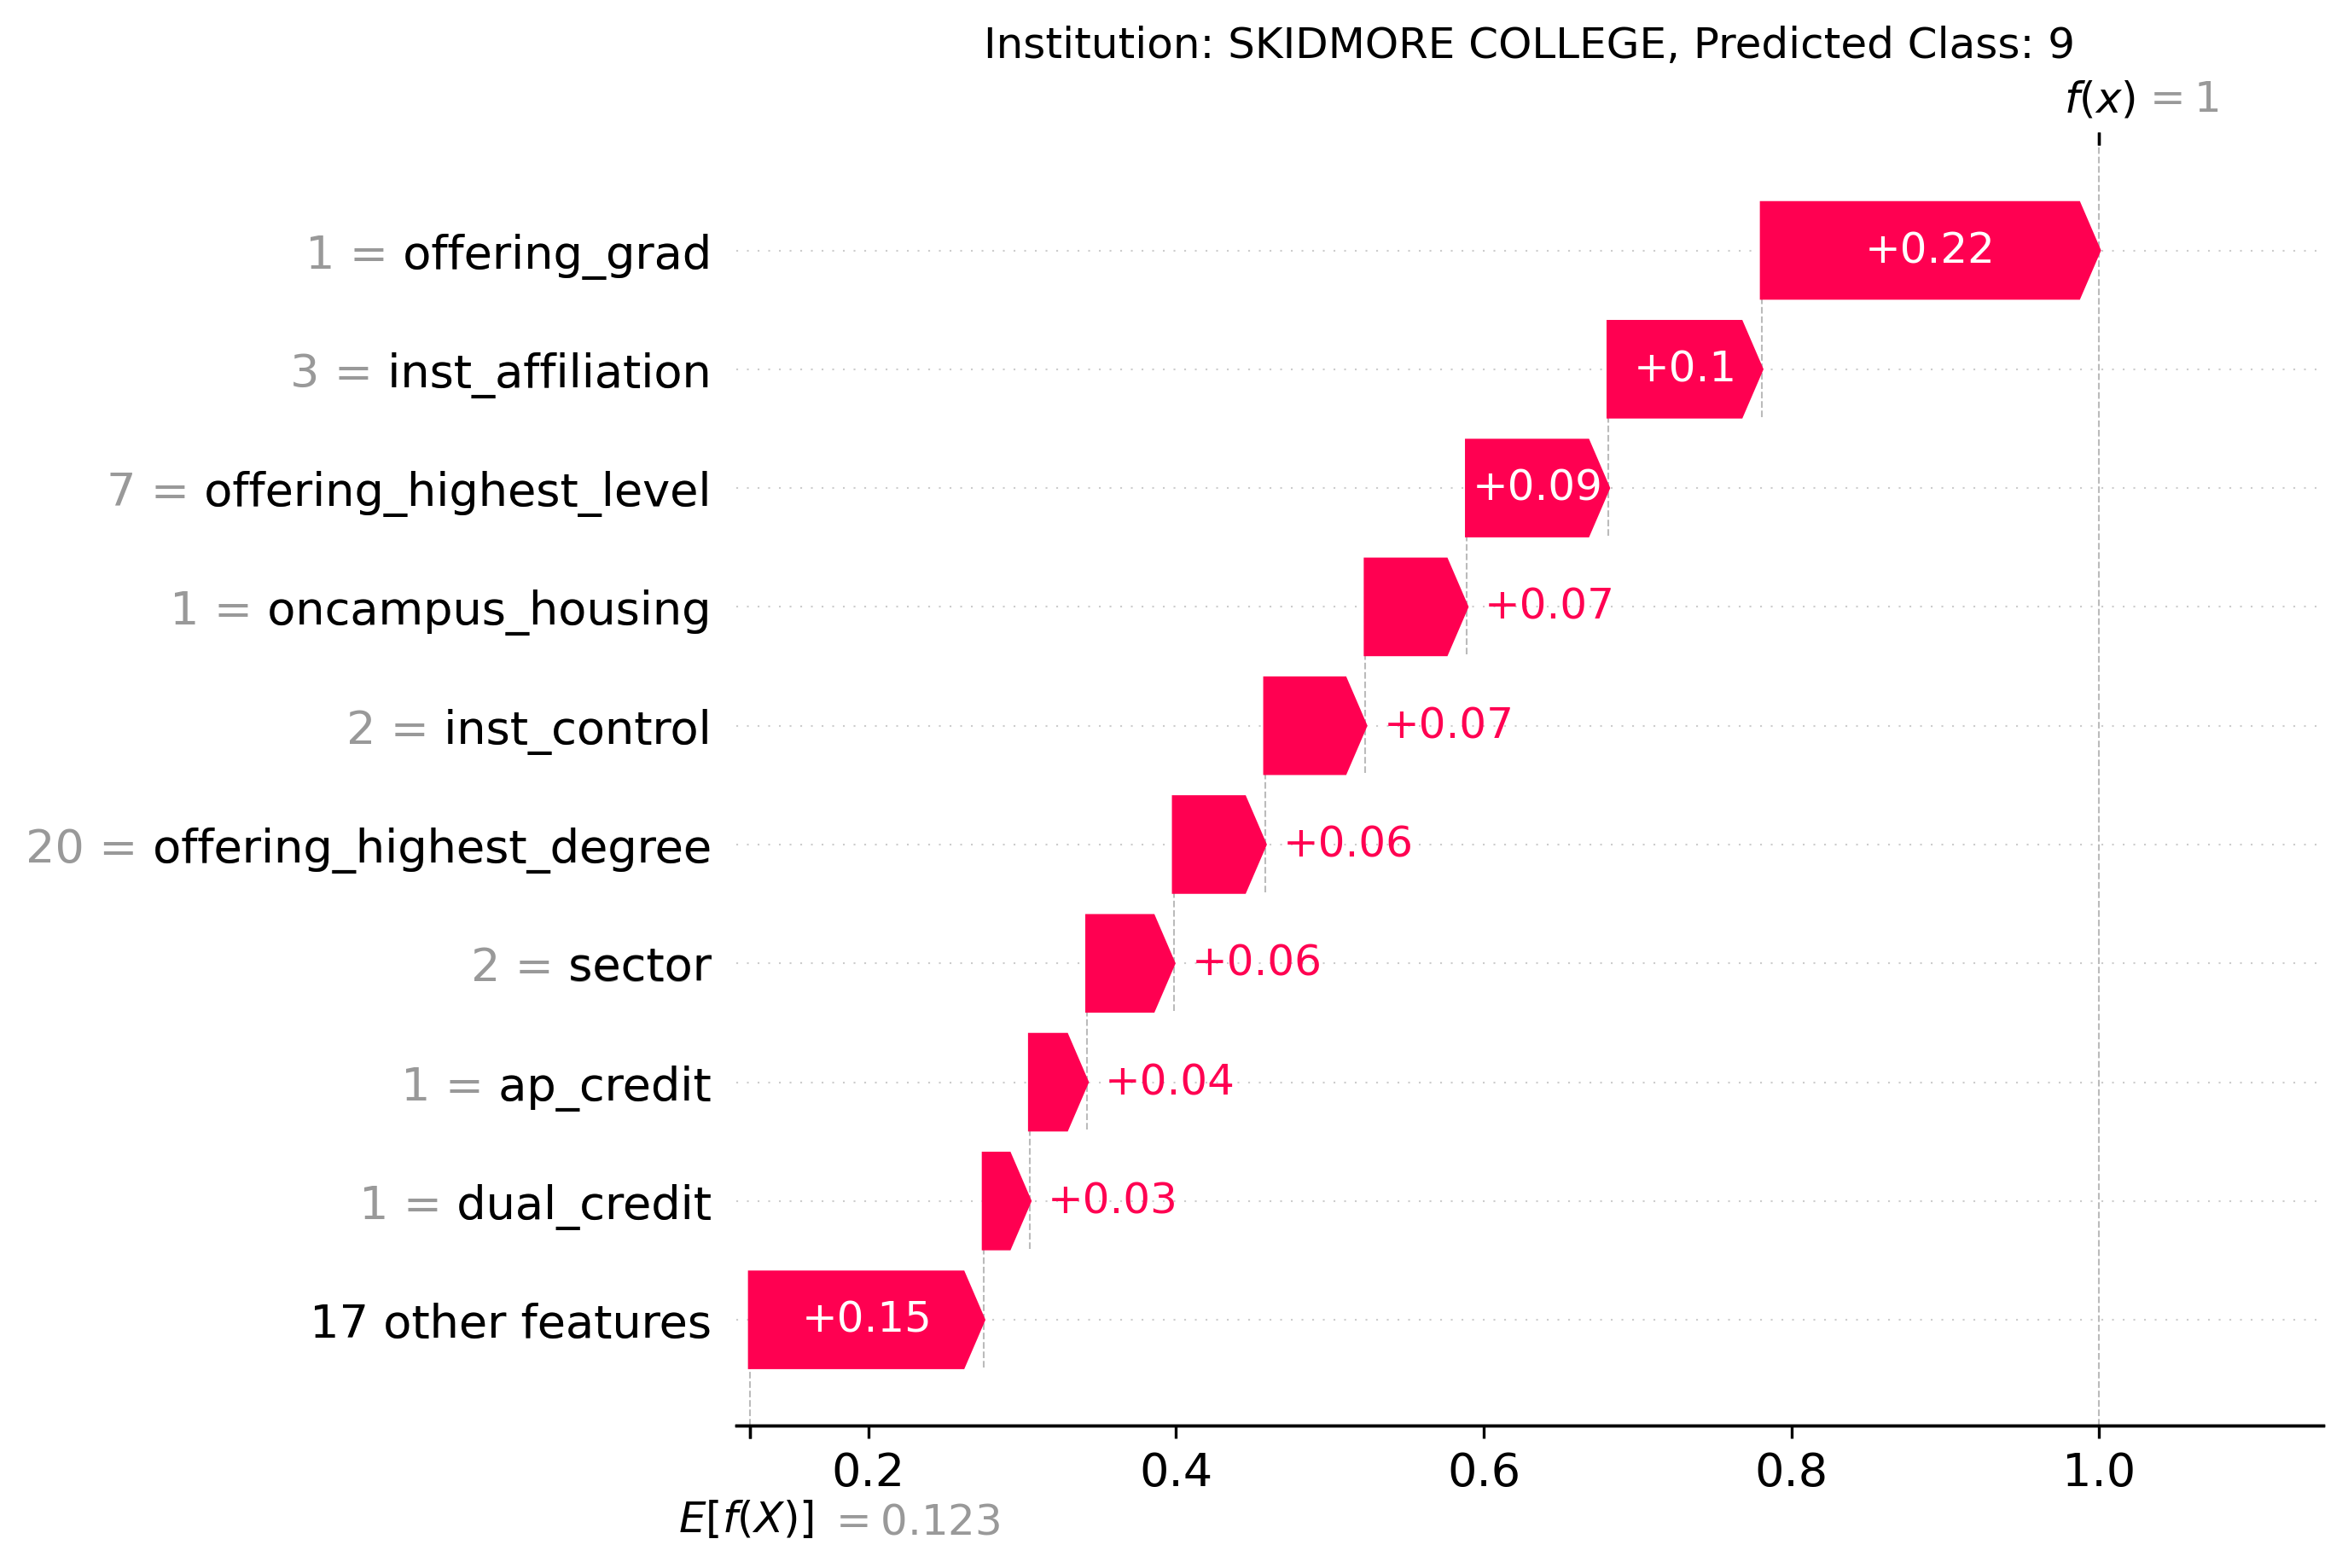 Institution: SKIDMORE COLLEGE, Predicted Class: 9
f(x) = 1
1 = offering_grad +0.22
3 = inst_affiliation +0.1
7 = offering_highest_level +0.09
1 = oncampus_housing +0.07
2 = inst_control +0.07
20 = offering_highest_degree +0.06
2 = sector +0.06
1 = ap_credit +0.04
1 = dual_credit +0.03
17 other features +0.15
0.2 0.4 0.6 0.8 1.0
E[f(X)] = 0.123